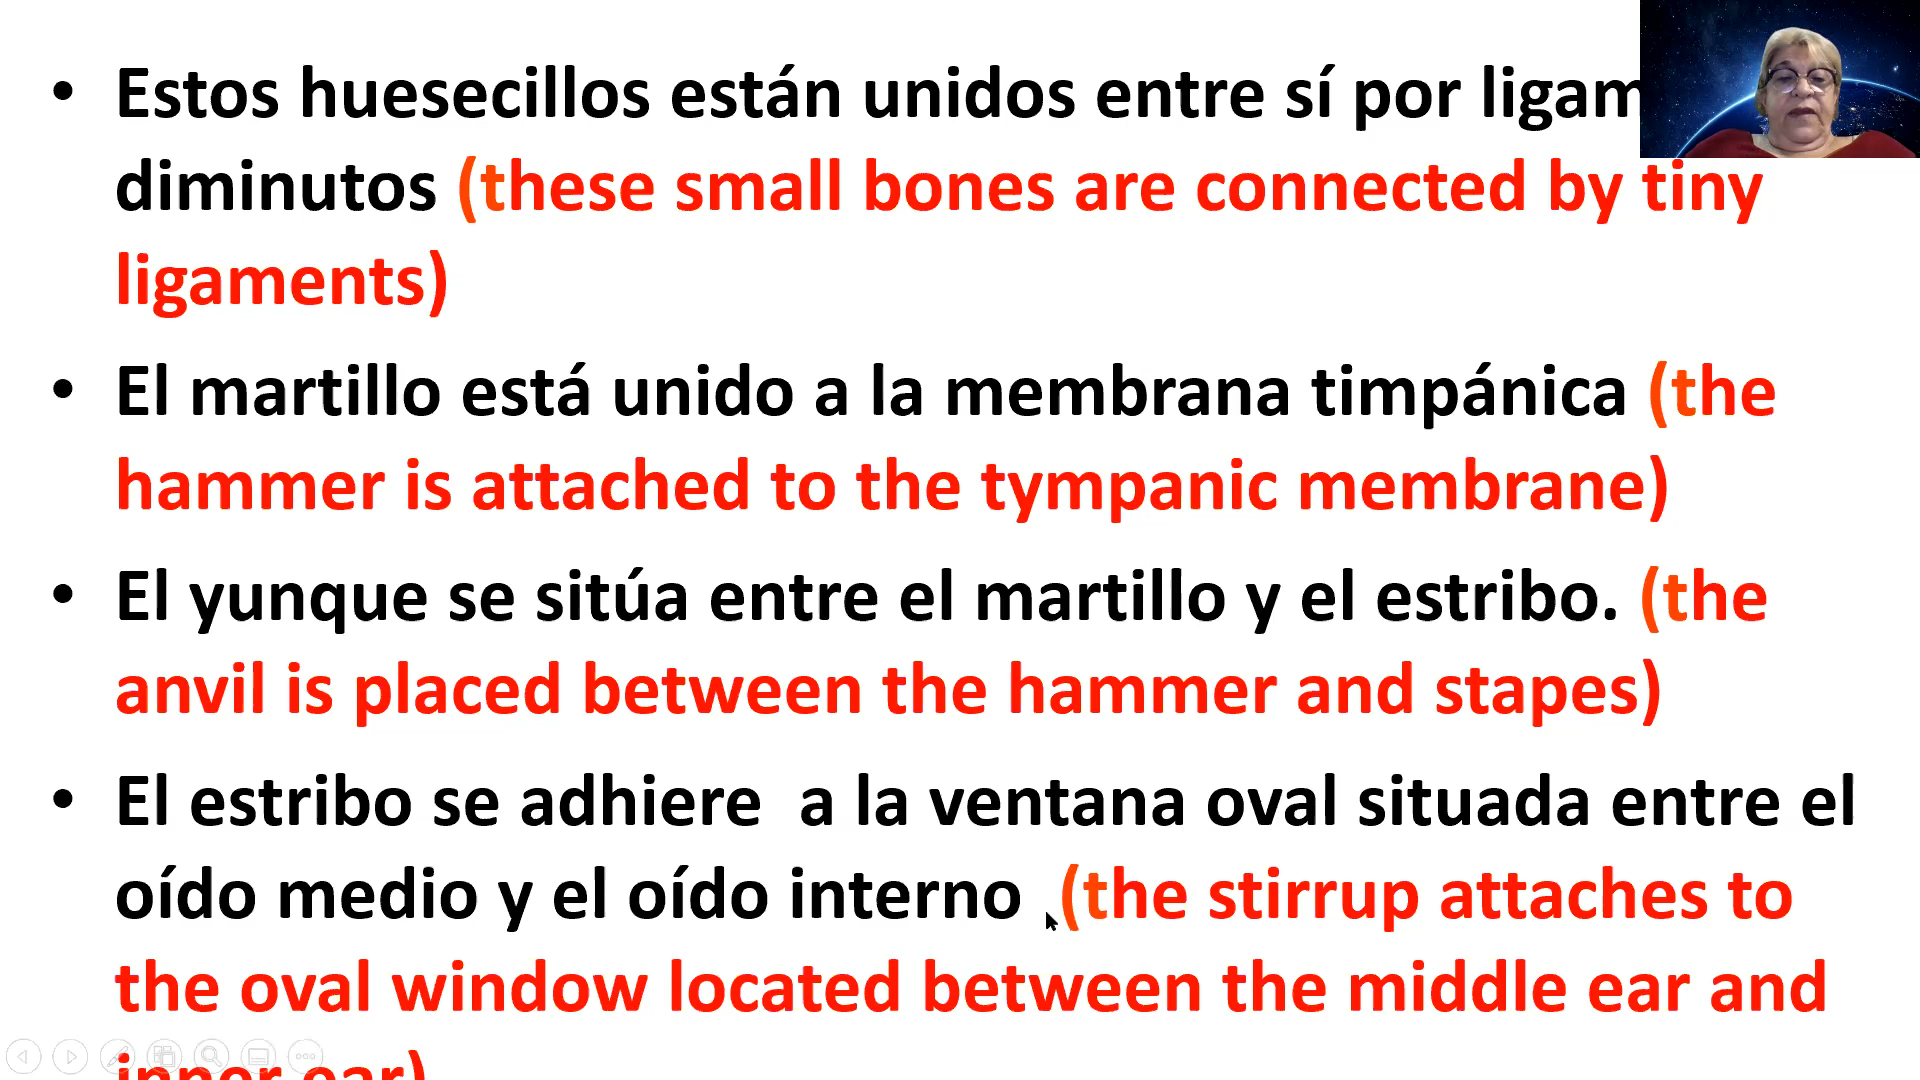 • Estos huesecillos están unidos entre sí por
diminutos (these small bones are connected by tiny
ligaments)
• El martillo está unido a la membrana timpánica (the
hammer is attached to the tympanic membrane)
• El yunque se sitúa entre el martillo y el estribo. (the
anvil is placed between the hammer and stapes)
• El estribo se adhiere  a la ventana oval situada entre el
oído medio y el oído interno .(the stirrup attaches to
the oval window located between the middle ear and
inner ear)